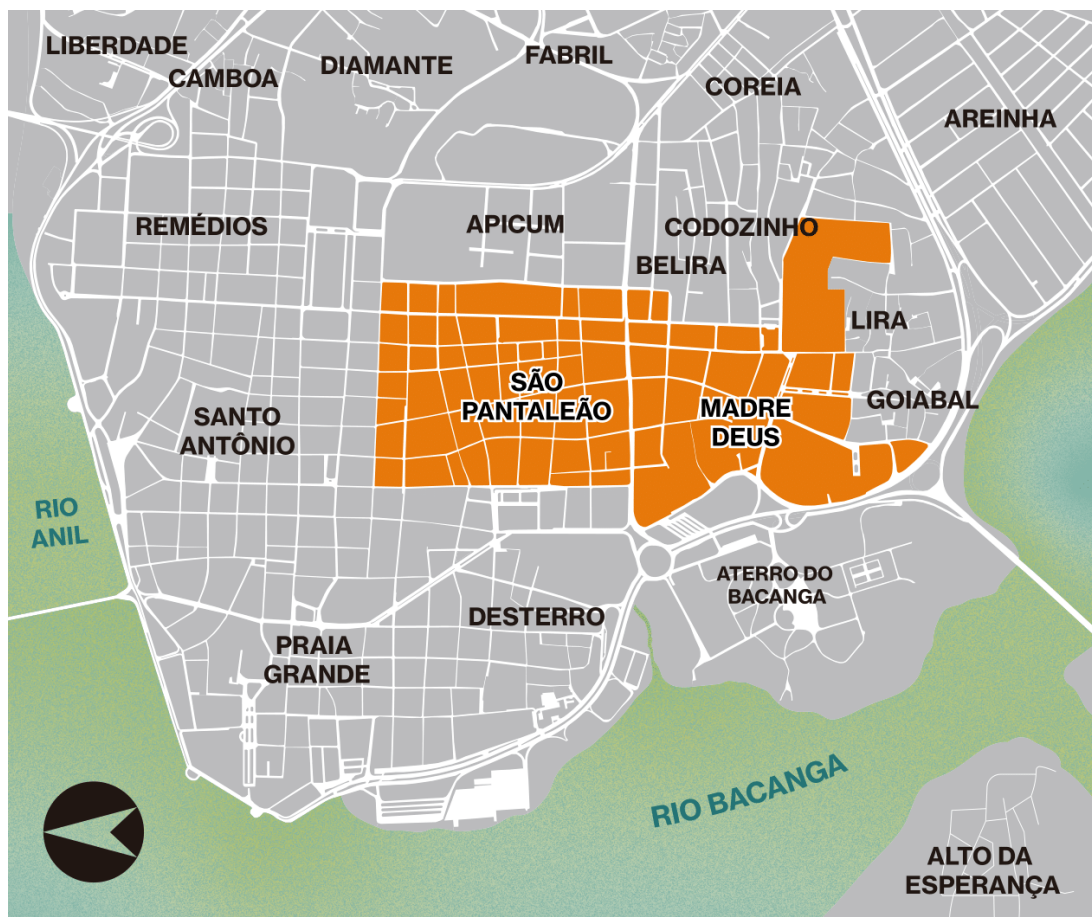 LIBERDADE
CAMBOA
DIAMANTE
FABRIL
COREIA
AREINHA
REMÉDIOS
APICUM
CODOZINHO
BELIRA
LIRA
SÃO
PANTALEÃO
MADRE
DEUS
GOIABAL
SANTO
ANTÔNIO
RIO
ANIL
ATERRO DO
BACANGA
DESTERRO
PRAIA
GRANDE
RIO BACANGA
ALTO DA
ESPERANÇA